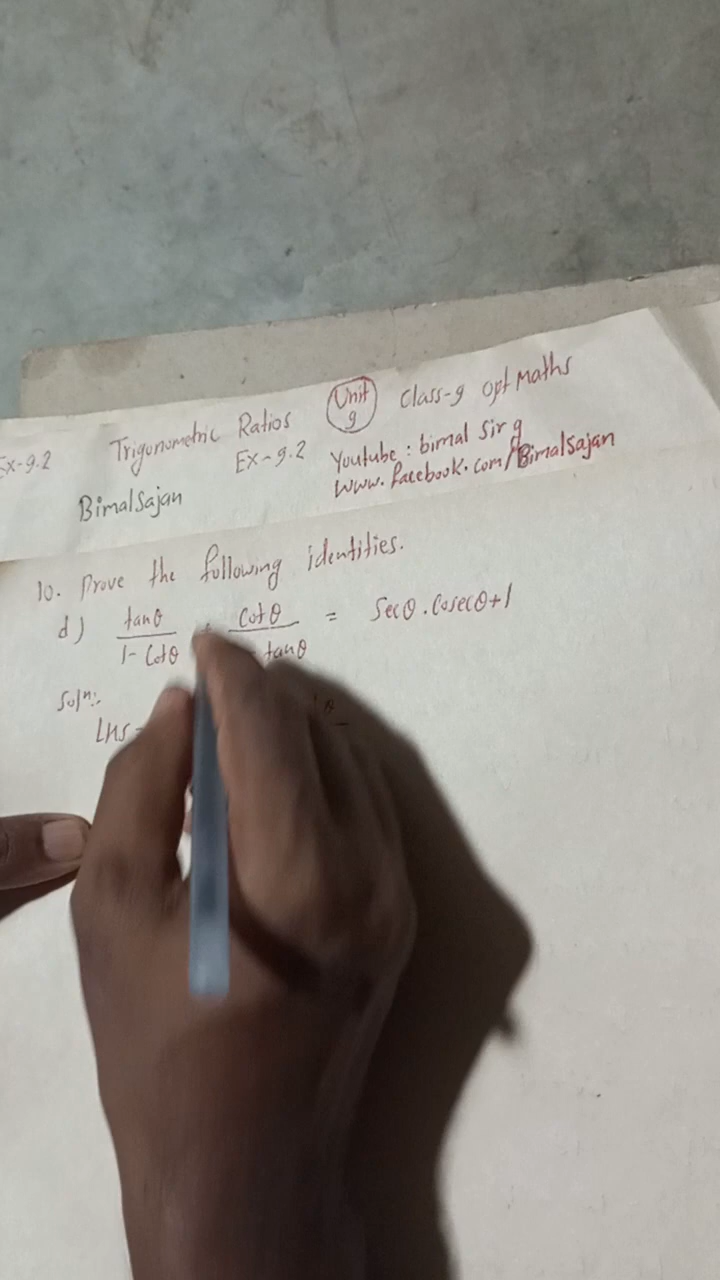 Ex-9.2 Trigonometric Ratios Ex-9.2 Unit 9 Class-9 opt Maths
BimalSajan Youtube: bimal Sir g
www.facebook.com/Bimalsajan
10. Prove the following identities.
d) tanθ/1-Cotθ + Cotθ/- tanθ = Secθ.Cosecθ+1
Soln:
LHS =